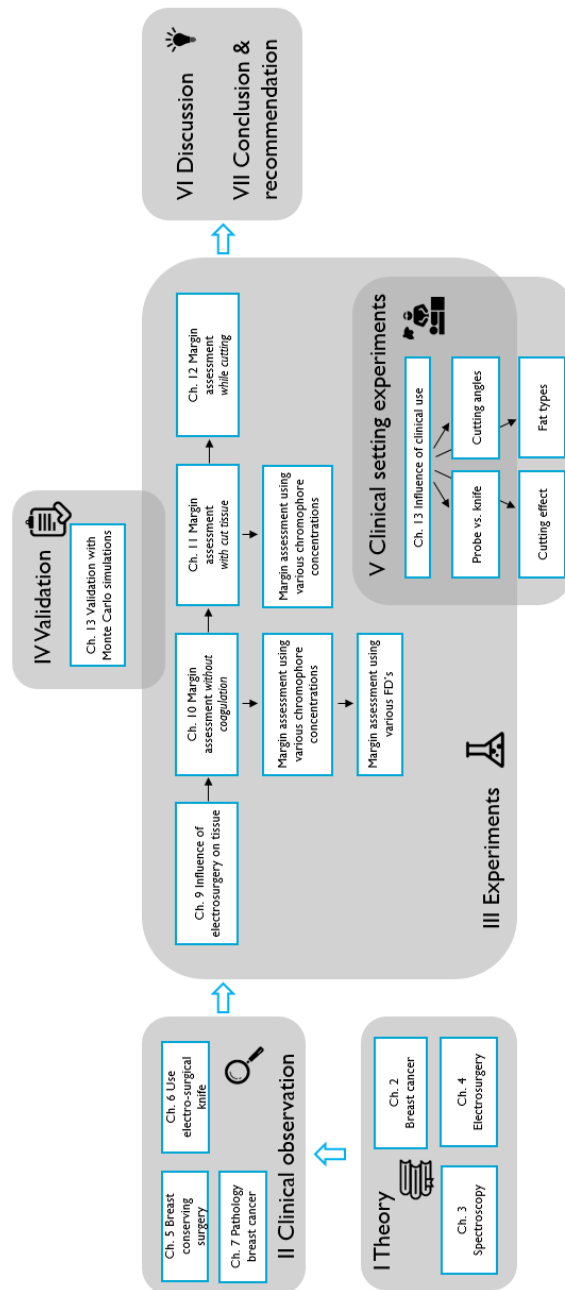 I Theory
Ch. 2
Breast cancer
Ch. 3
Spectroscopy
Ch. 4
Electrosurgery
Ch. 5 Breast
conserving
surgery
Ch. 6 Use
electro-surgical
knife
Ch. 7 Pathology
breast cancer
II Clinical observation
Ch. 9 Influence of
electrosurgery on tissue
Ch. 10 Margin
assessment without
coagulation
Ch. 11 Margin
assessment
with cut tissue
Ch. 12 Margin
assessment
while cutting
Margin assessment using
various chromophore
concentrations
Margin assessment using
various chromophore
concentrations
Margin assessment using
various FD's
III Experiments
IV Validation
Ch. 13 Validation with
Monte Carlo simulations
V Clinical setting experiments
Ch. 13 Influence of clinical use
Probe vs. knife
Cutting angles
Cutting effect
Fat types
VI Discussion
VII Conclusion &
recommendation